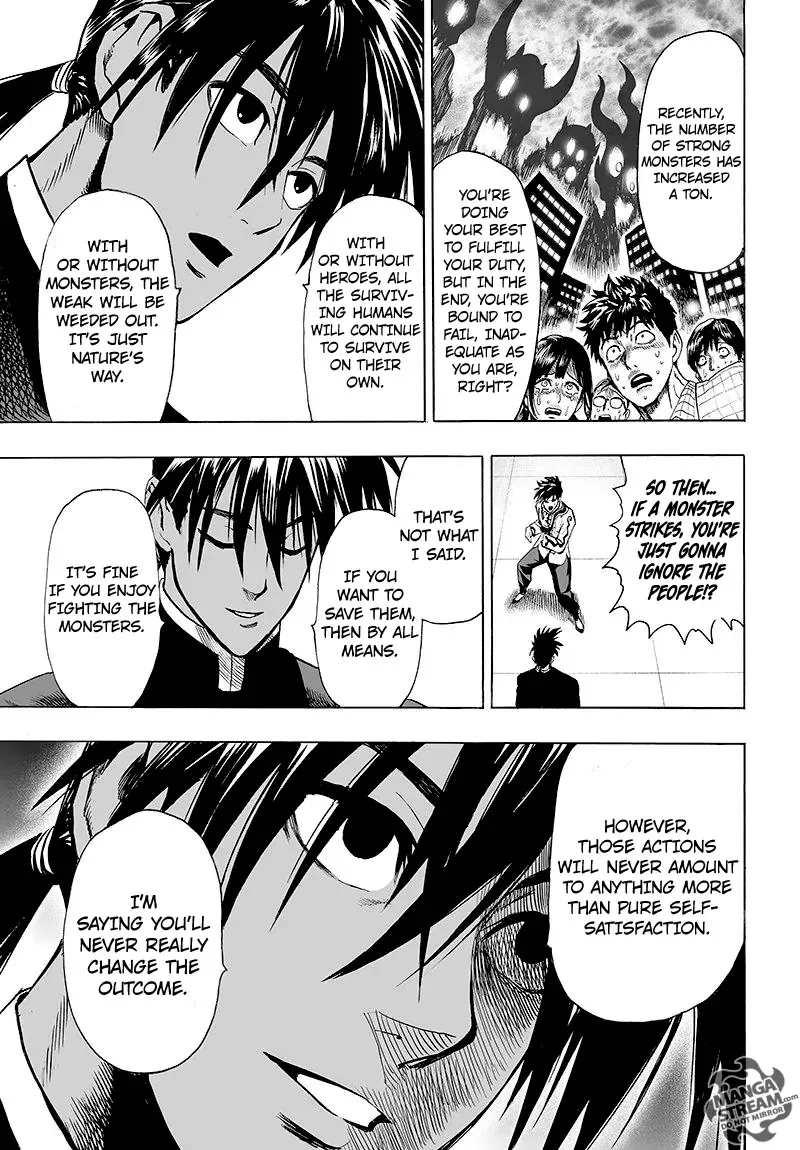 RECENTLY,
THE NUMBER
OF STRONG
MONSTERS HAS
INCREASED
A TON.
YOU'RE
DOING
YOUR BEST
TO FULFILL
YOUR DUTY,
BUT IN
THE END,
YOU'RE
BOUND TO
FAIL, INAD-
EQUATE AS
YOU ARE,
RIGHT?
WITH
OR WITHOUT
HEROES, ALL
THE SURVIV-
ING HUMANS
WILL CONTINUE
TO SURVIVE
ON THEIR
OWN.
WITH
OR WITHOUT
MONSTERS, THE
WEAK WILL BE
WEEDED OUT.
IT'S JUST
NATURE'S
WAY.
SO THEN...
IF A MONSTER
STRIKES, YOU'RE
JUST GONNA
IGNORE THE
PEOPLE!?
THAT'S
NOT WHAT
I SAID.
IF YOU
WANT TO
SAVE THEM,
THEN BY ALL
MEANS.
IT'S FINE
IF YOU ENJOY
FIGHTING THE
MONSTERS.
HOWEVER,
THOSE ACTIONS
WILL NEVER AMOUNT
TO ANYTHING MORE
THAN PURE SELF-
SATISFACTION.
I'M
SAYING YOU'LL
NEVER REALLY
CHANGE THE
OUTCOME.
MANGA
STREAM.com
DO NOT MIRROR